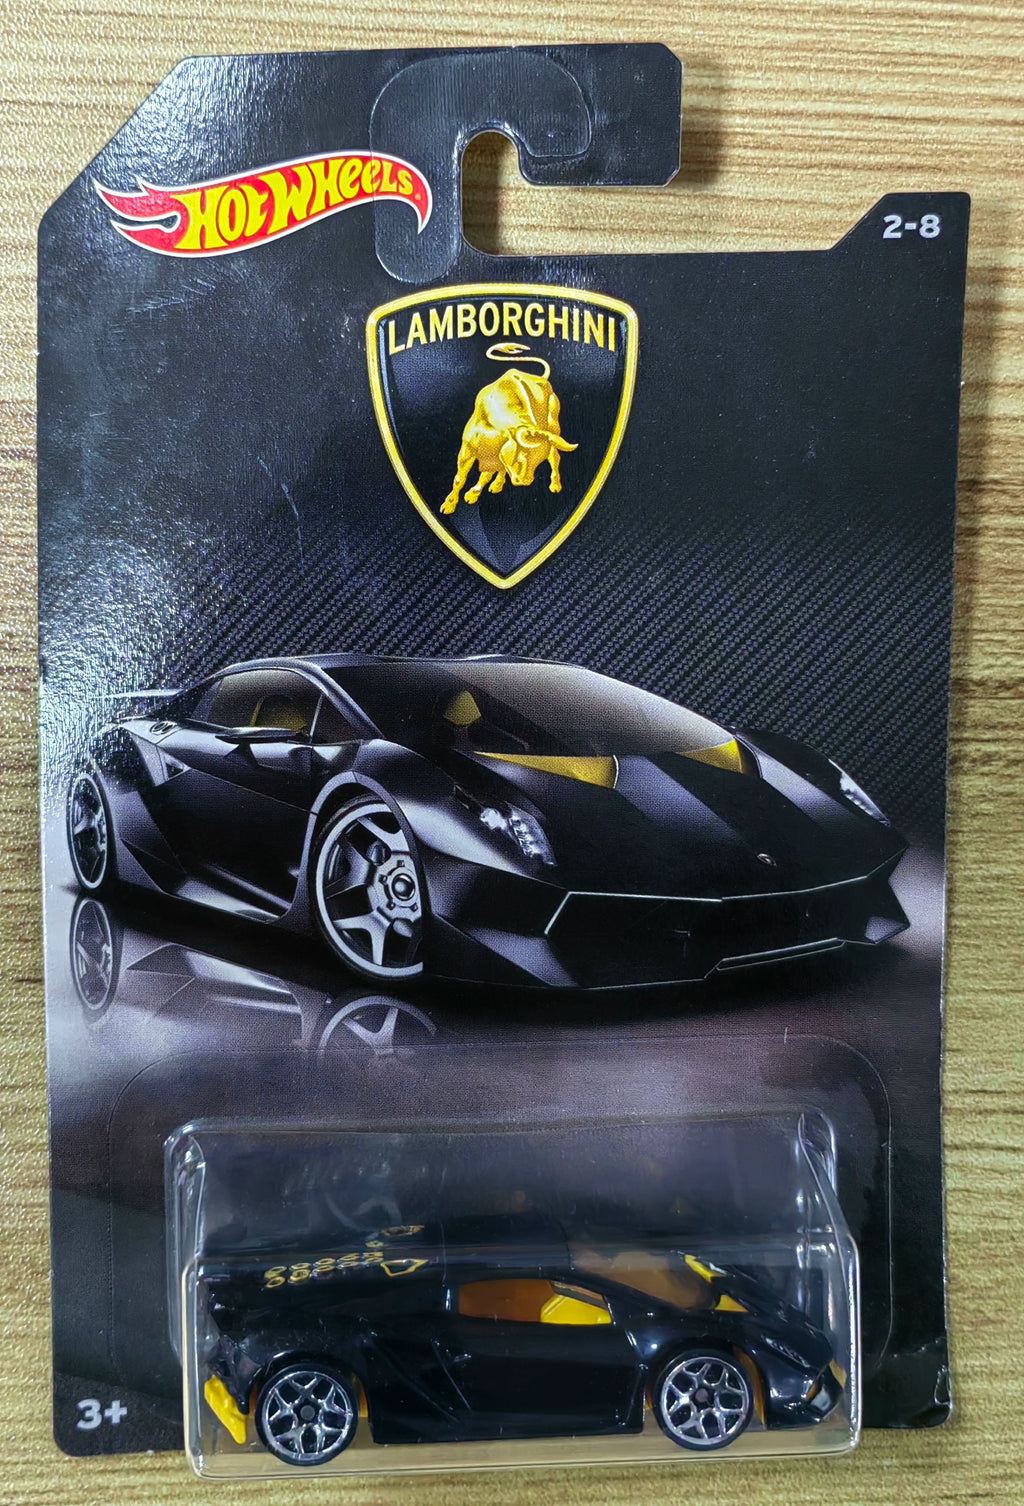 HOT WHEELS
2-8
LAMBORGHINI
3+